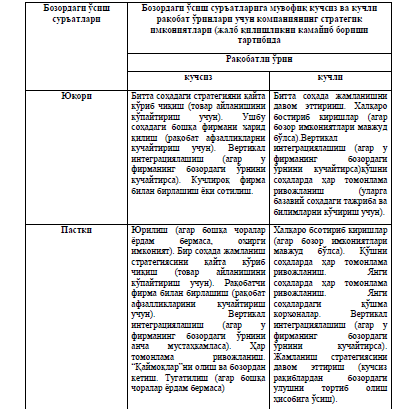 Бозордаги ўсиш
суръатлари
Бозордаги ўсиш суръатларига мувофиқ кучсиз ва кучли
рақобат ўринлари учун компаниянинг стратегик
имкониятлари (жалб қилишликни камайиб бориши
тартибида
Рақобатли ўрин
кучсиз
кучли
Юқори
Битта соҳадаги стратегияни қайта
кўриб чиқиш (товар айланишини
кўпайтириш учун). Ушбу
соҳадаги бошқа фирмани харид
қилиш (рақобат афзалликларни
кучайтириш учун). Вертикал
интеграциялашиш (агар у
фирманинг бозордаги ўрнини
кучайтирса). Кучлироқ фирма
билан бирлашиш ёки сотилиш.
Битта соҳада жамланишни
давом эттириш. Халқаро
бостириб киришлар (агар
бозор имкониятлари мавжуд
бўлса).Вертикал
интеграциялашиш (агар у
фирманинг бозордаги
ўрнини кучайтирса)қўшни
соҳаларда ҳар томонлама
ривожланиш (уларга
базавий соҳадаги тажриба ва
билимларни кўчириш учун).
Пастки
Юрилиш (агар бошқа чоралар
ёрдам бермаса, охирги
имконият). Бир соҳада жамланиш
стратегиясини қайта кўриб
чиқиш (товар айланишини
кўпайтириш учун). Рақобатчи
фирма билан бирлашиш (рақобат
афзалликларини кучайтириш
учун). Вертикал
интеграциялашиш (агар у
фирманинг бозордаги ўрнини
анча мустаҳкамласа). Ҳар
томонлама ривожланиш.
“Қаймоқлар”ни олиш ва бозордан
кетиш. Тугатилиш (агар бошқа
чоралар ёрдам бермаса)
Халқаро бсотириб киришлар
(агар бозор имкониятлари
мавжуд бўлса). Қўшни
соҳаларда ҳар томонлама
ривожланиш. Янги
соҳаларда ҳар томонлама
ривожланиш. Янги
соҳалардаги қўшма
корхоналар. Вертикал
интеграциялашиш (агар у
фирманинг бозордаги
ўрнини кучайтирса).
Жамланиш стратегиясини
давом эттириш (кучсиз
рақиблардан бозордаги
улушни тортиб олиш
ҳисобига ўсиш).